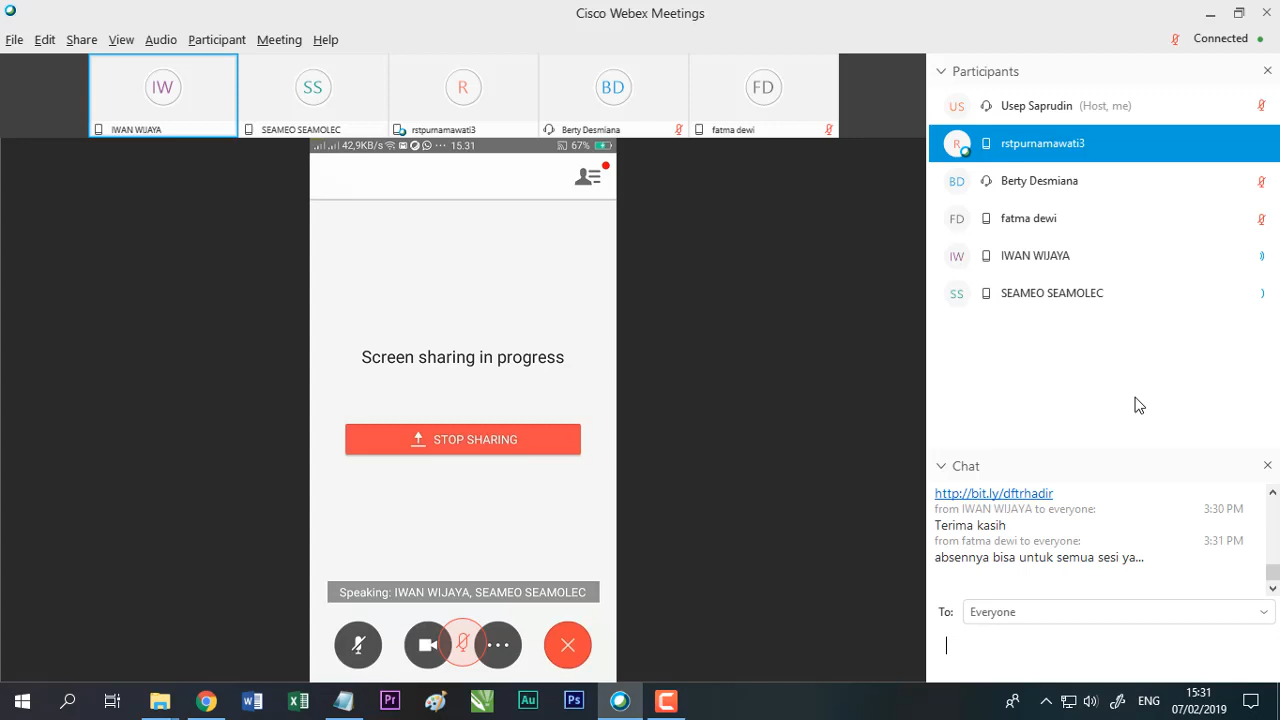 Cisco Webex Meetings
File Edit Share View Audio Participant Meeting Help
Connected
IW
IWAN WIJAYA
SS
SEAMEO SEAMOLEC
R
rstpurnamawati3
BD
Berty Desmiana
FD
fatma dewi
42,9KB/s ... 15.31 67%
Screen sharing in progress
STOP SHARING
Speaking: IWAN WIJAYA, SEAMEO SEAMOLEC
Participants
US Usep Saprudin (Host, me)
R rstpurnamawati3
BD Berty Desmiana
FD fatma dewi
IW IWAN WIJAYA
SS SEAMEO SEAMOLEC
Chat
http://bit.ly/dftrhadir
from IWAN WIJAYA to everyone: 3:30 PM
Terima kasih
from fatma dewi to everyone: 3:31 PM
absennya bisa untuk semua sesi ya...
To: Everyone
Pr Au Ps
ENG
15:31
07/02/2019